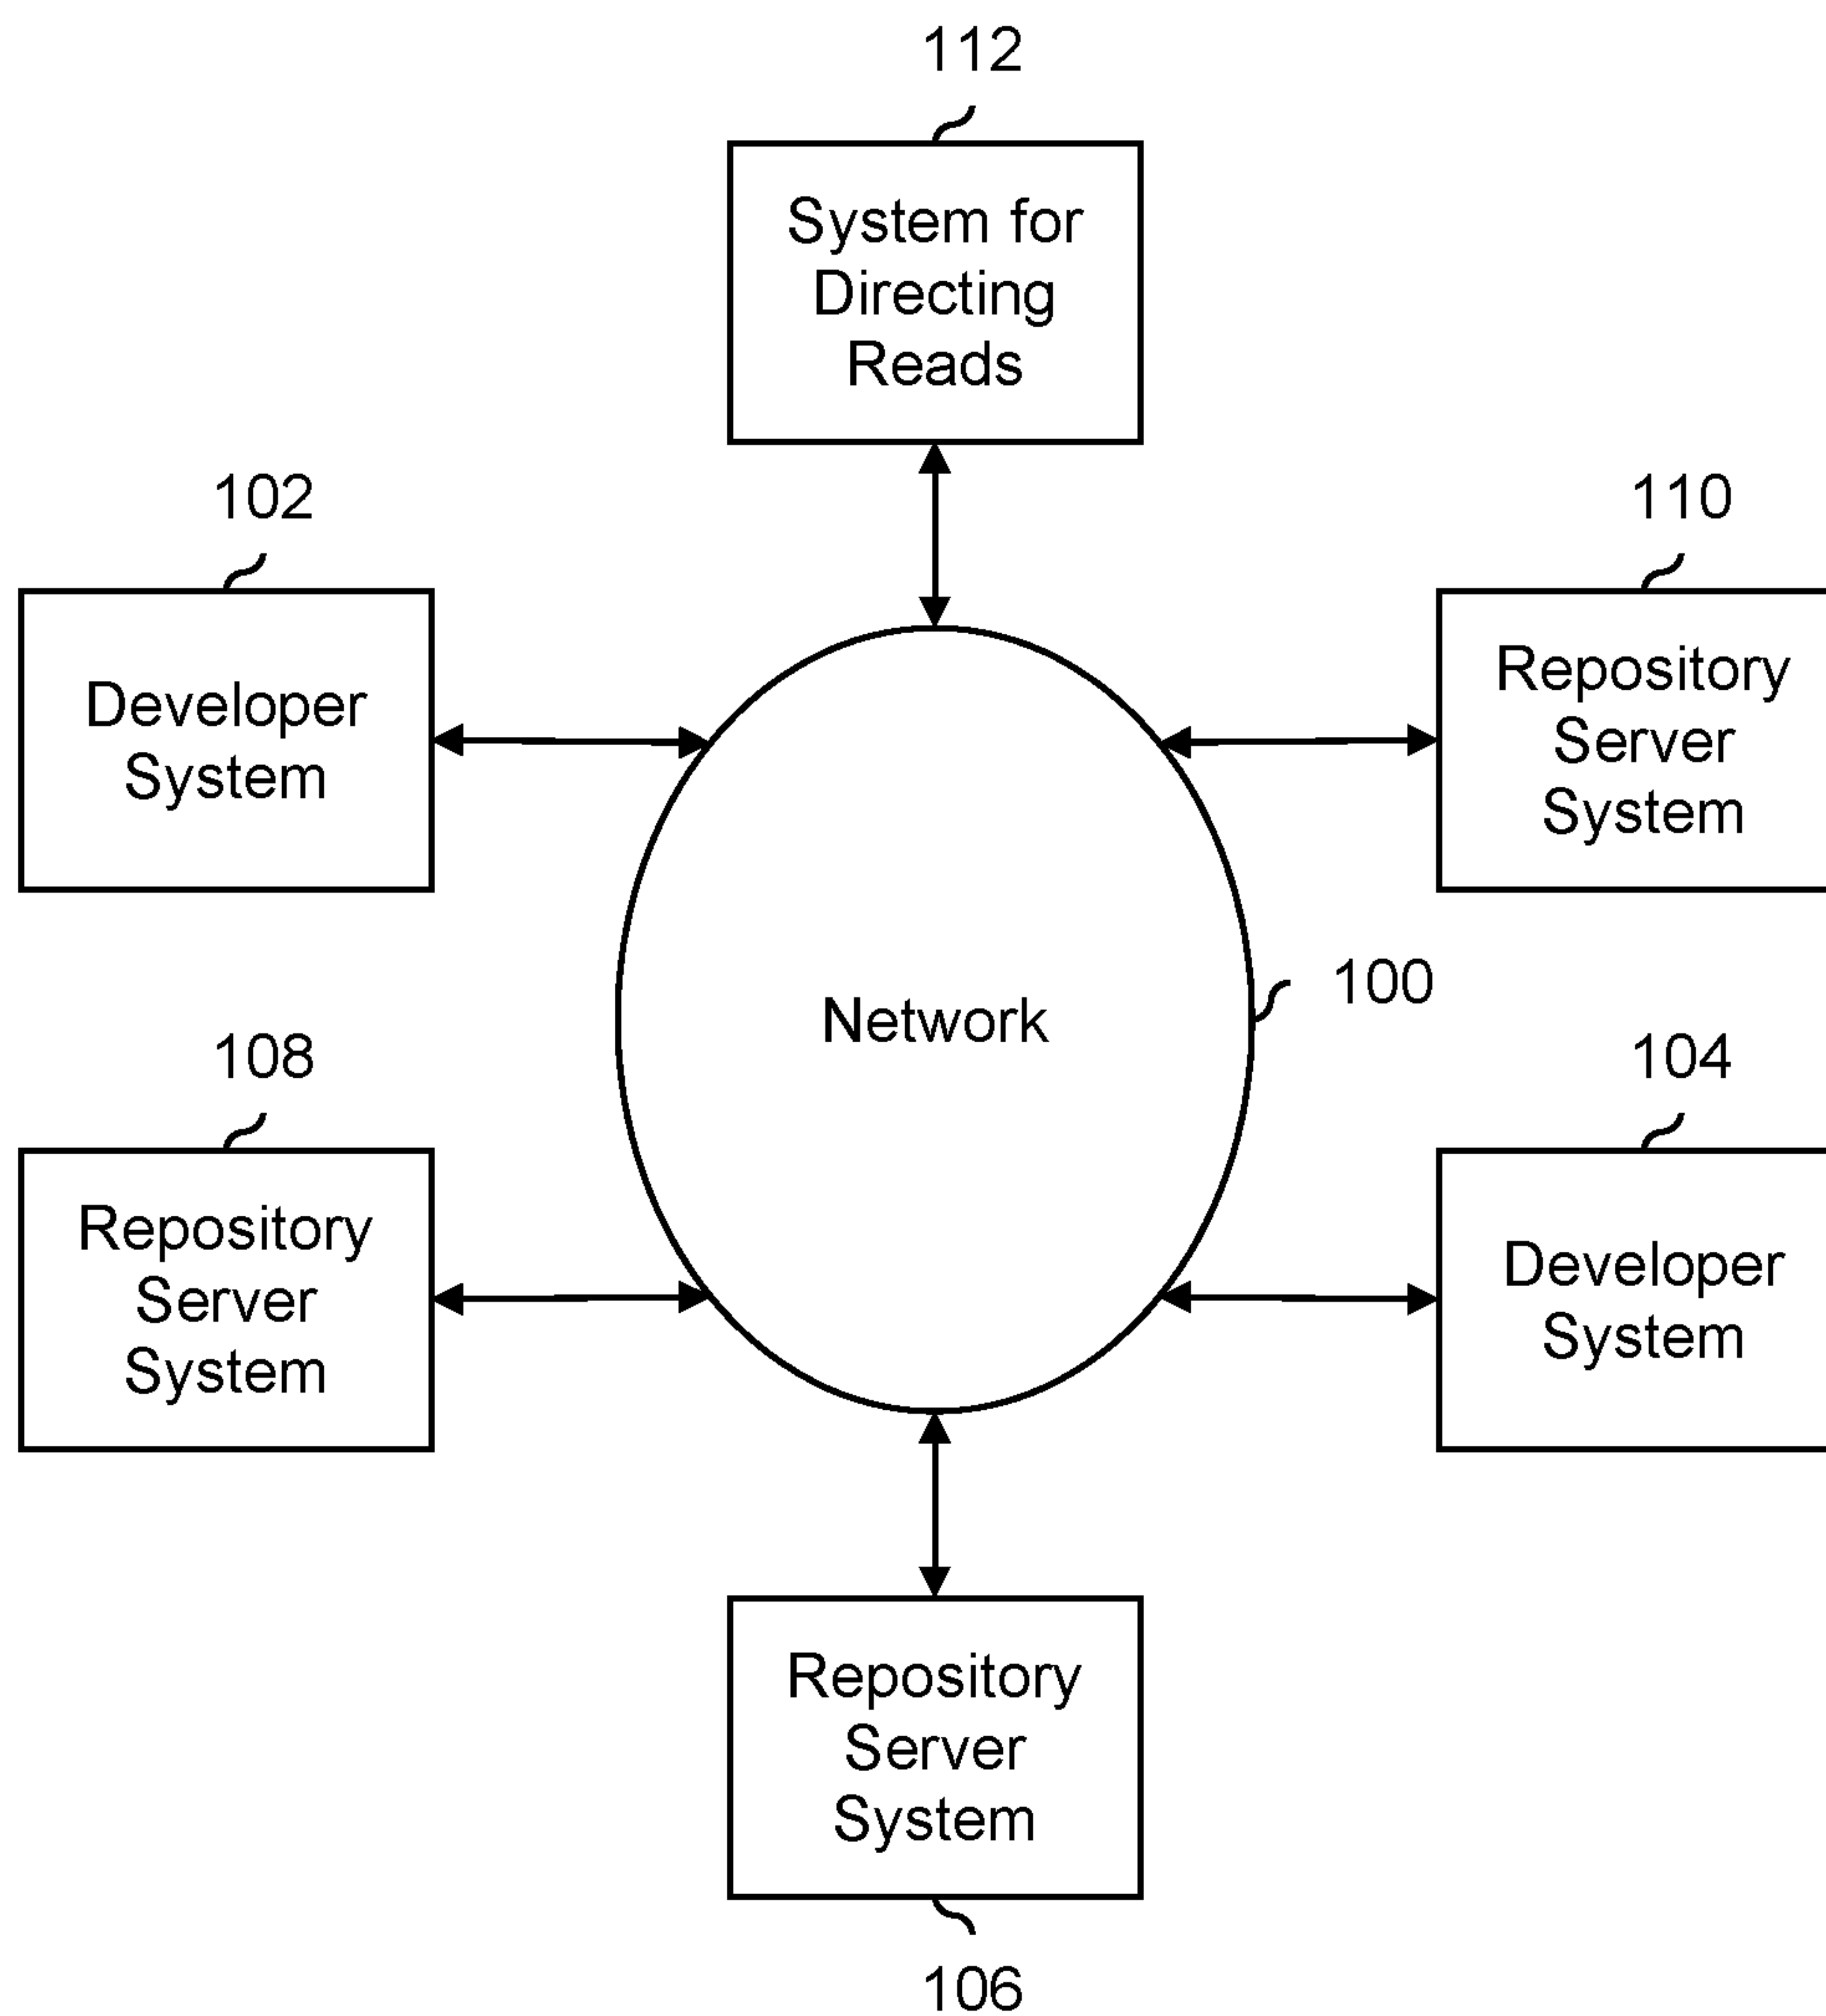 112
System for
Directing
Reads
102
Developer
System
110
Repository
Server
System
Network
100
108
Repository
Server
System
104
Developer
System
Repository
Server
System
106